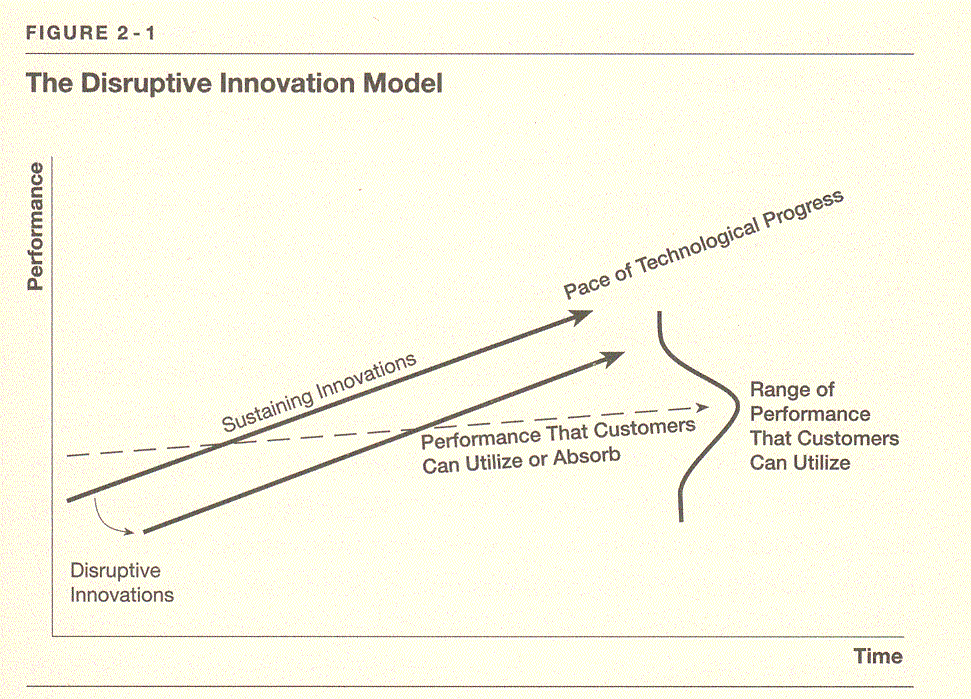 FIGURE 2-1
The Disruptive Innovation Model
Performance
Pace of Technological Progress
Sustaining Innovations
Range of
Performance
That Customers
Can Utilize
Performance That Customers
Can Utilize or Absorb
Disruptive
Innovations
Time